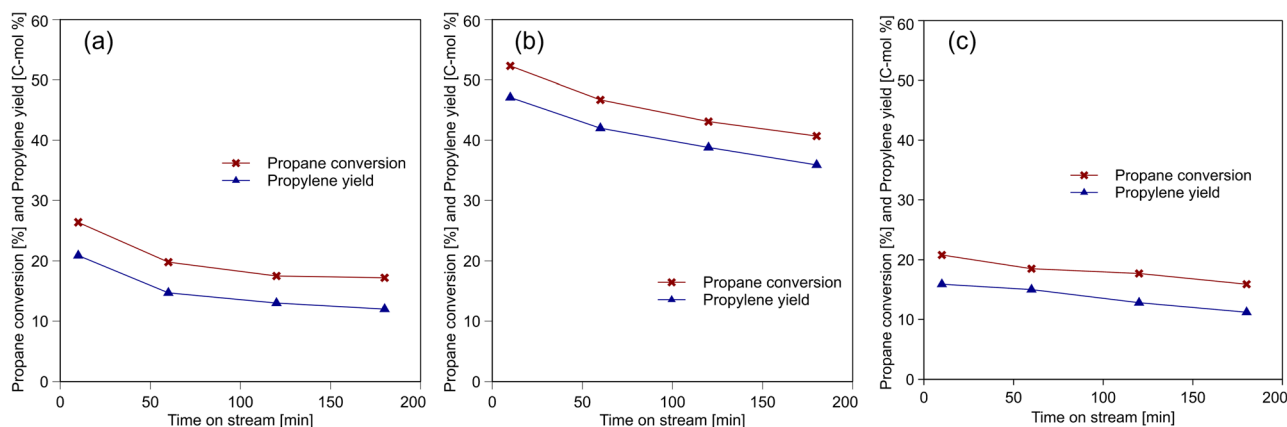 (a)
Propane conversion [%] and Propylene yield [C-mol %]
60
50
40
30
20
10
0
Propane conversion
Propylene yield
0 50 100 150 200
Time on stream [min]
(b)
Propane conversion [%] and Propylene yield [C-mol %]
60
50
40
30
20
10
0
Propane conversion
Propylene yield
0 50 100 150 200
Time on stream [min]
(c)
Propane conversion [%] and Propylene yield [C-mol %]
60
50
40
30
20
10
0
Propane conversion
Propylene yield
0 50 100 150 200
Time on stream [min]